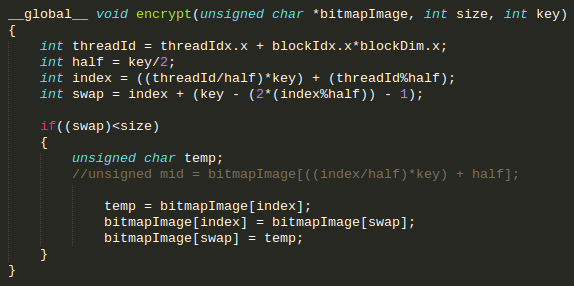 __global__ void encrypt(unsigned char *bitmapImage, int size, int key)
{
    int threadId = threadIdx.x + blockIdx.x*blockDim.x;
    int half = key/2;
    int index = ((threadId/half)*key) + (threadId%half);
    int swap = index + (key - (2*(index%half)) - 1);

    if((swap)<size)
    {
        unsigned char temp;
        //unsigned mid = bitmapImage[((index/half)*key) + half];

            temp = bitmapImage[index];
            bitmapImage[index] = bitmapImage[swap];
            bitmapImage[swap] = temp;
    }
}